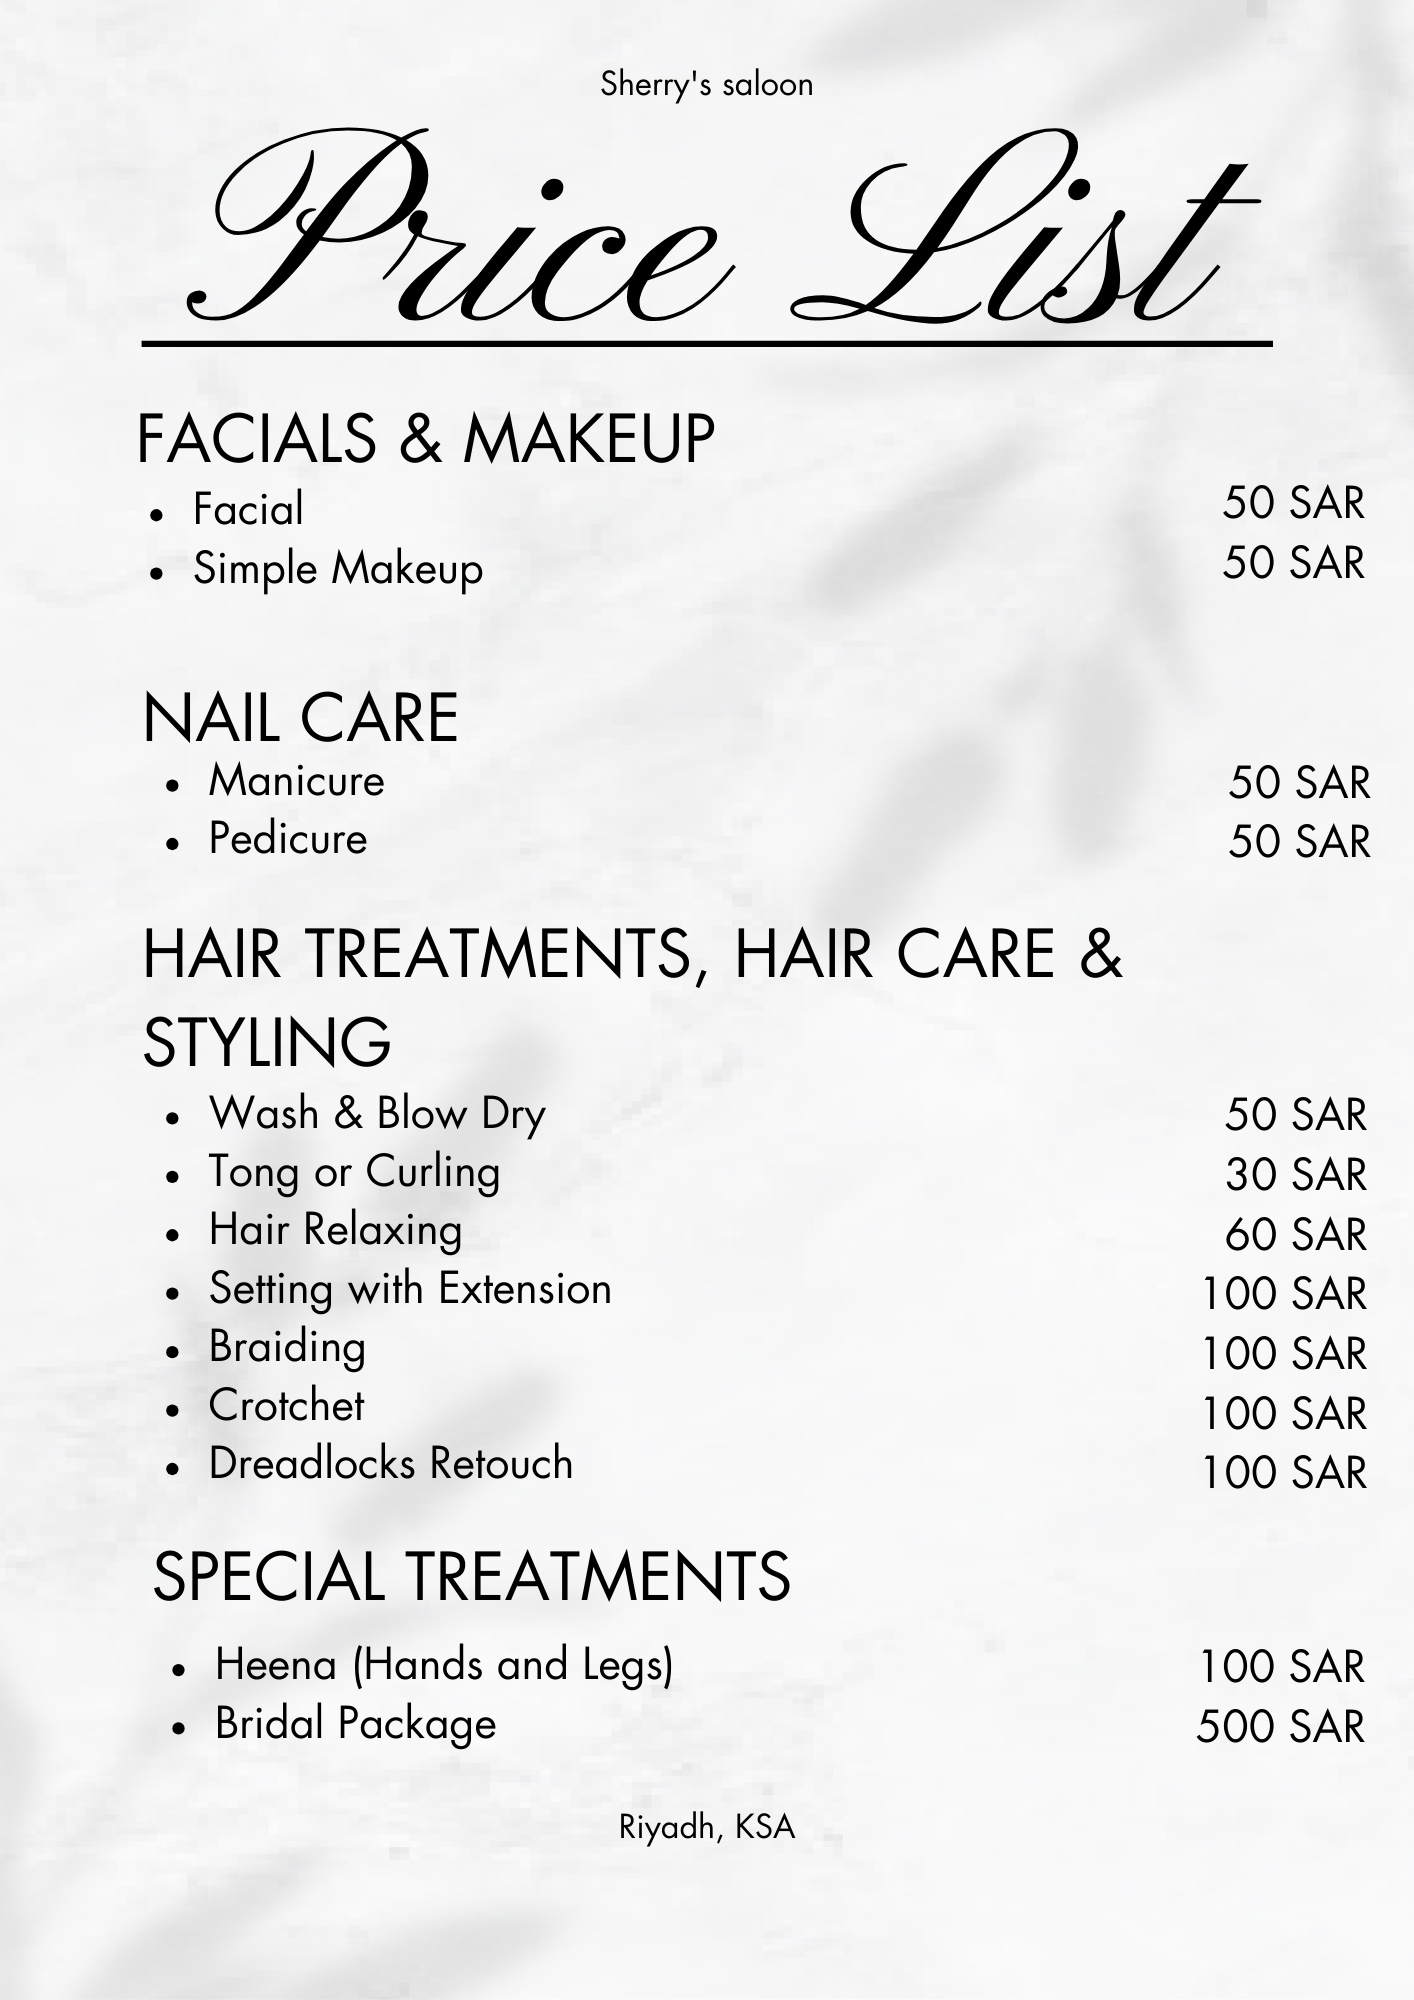 Sherry's saloon
Price List
FACIALS & MAKEUP
• Facial 50 SAR
• Simple Makeup 50 SAR
NAIL CARE
• Manicure 50 SAR
• Pedicure 50 SAR
HAIR TREATMENTS, HAIR CARE &
STYLING
• Wash & Blow Dry 50 SAR
• Tong or Curling 30 SAR
• Hair Relaxing 60 SAR
• Setting with Extension 100 SAR
• Braiding 100 SAR
• Crotchet 100 SAR
• Dreadlocks Retouch 100 SAR
SPECIAL TREATMENTS
• Heena (Hands and Legs) 100 SAR
• Bridal Package 500 SAR
Riyadh, KSA